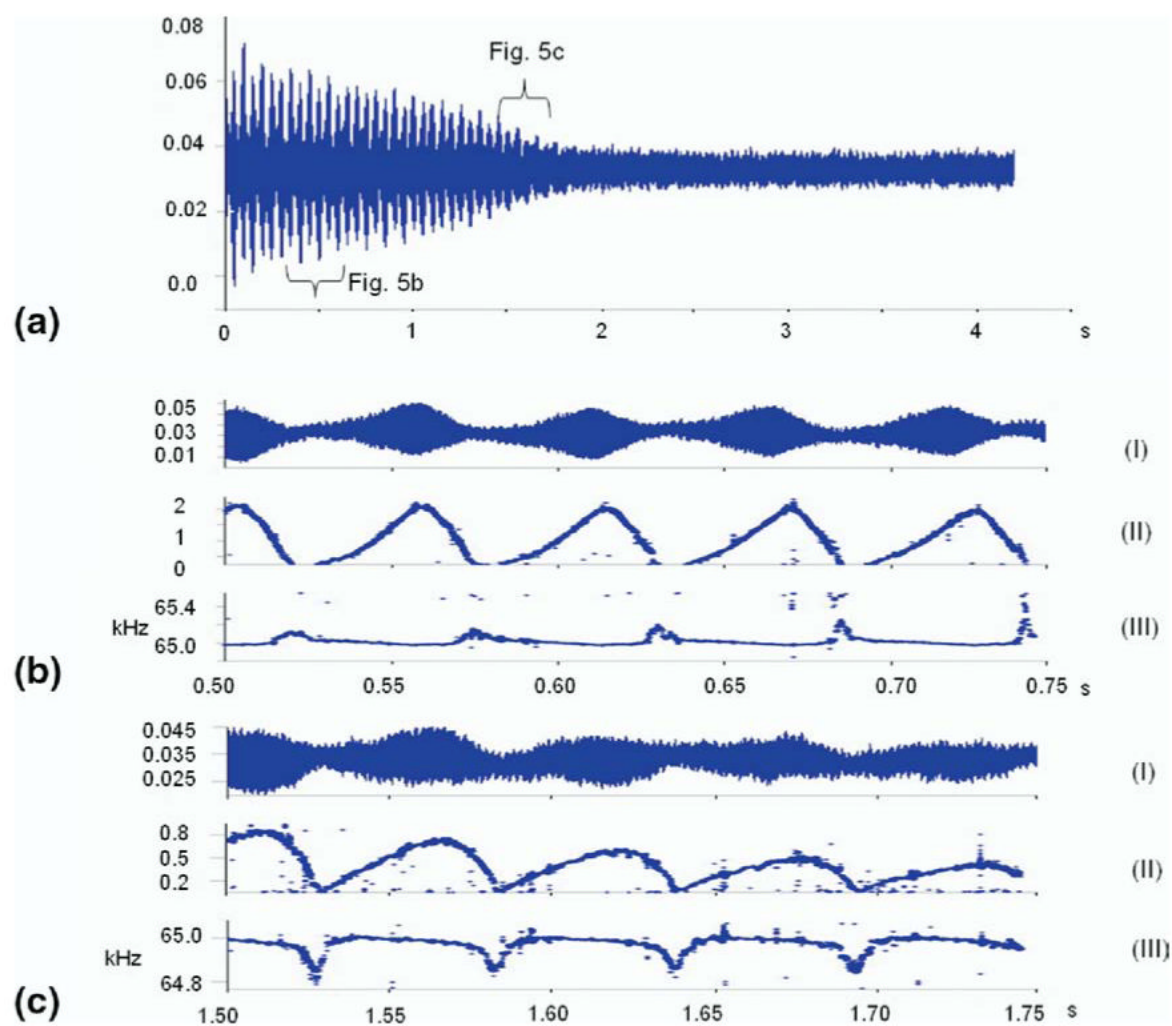 0.08
Fig. 5c
0.06
0.04
0.02
0.0
Fig. 5b
(a)
0 1 2 3 4 s
0.05
0.03
0.01
(I)
2
1
0
(II)
65.4
kHz
65.0
(III)
(b)
0.50 0.55 0.60 0.65 0.70 0.75 s
0.045
0.035
0.025
(I)
0.8
0.5
0.2
(II)
65.0
kHz
64.8
(III)
(c)
1.50 1.55 1.60 1.65 1.70 1.75 s